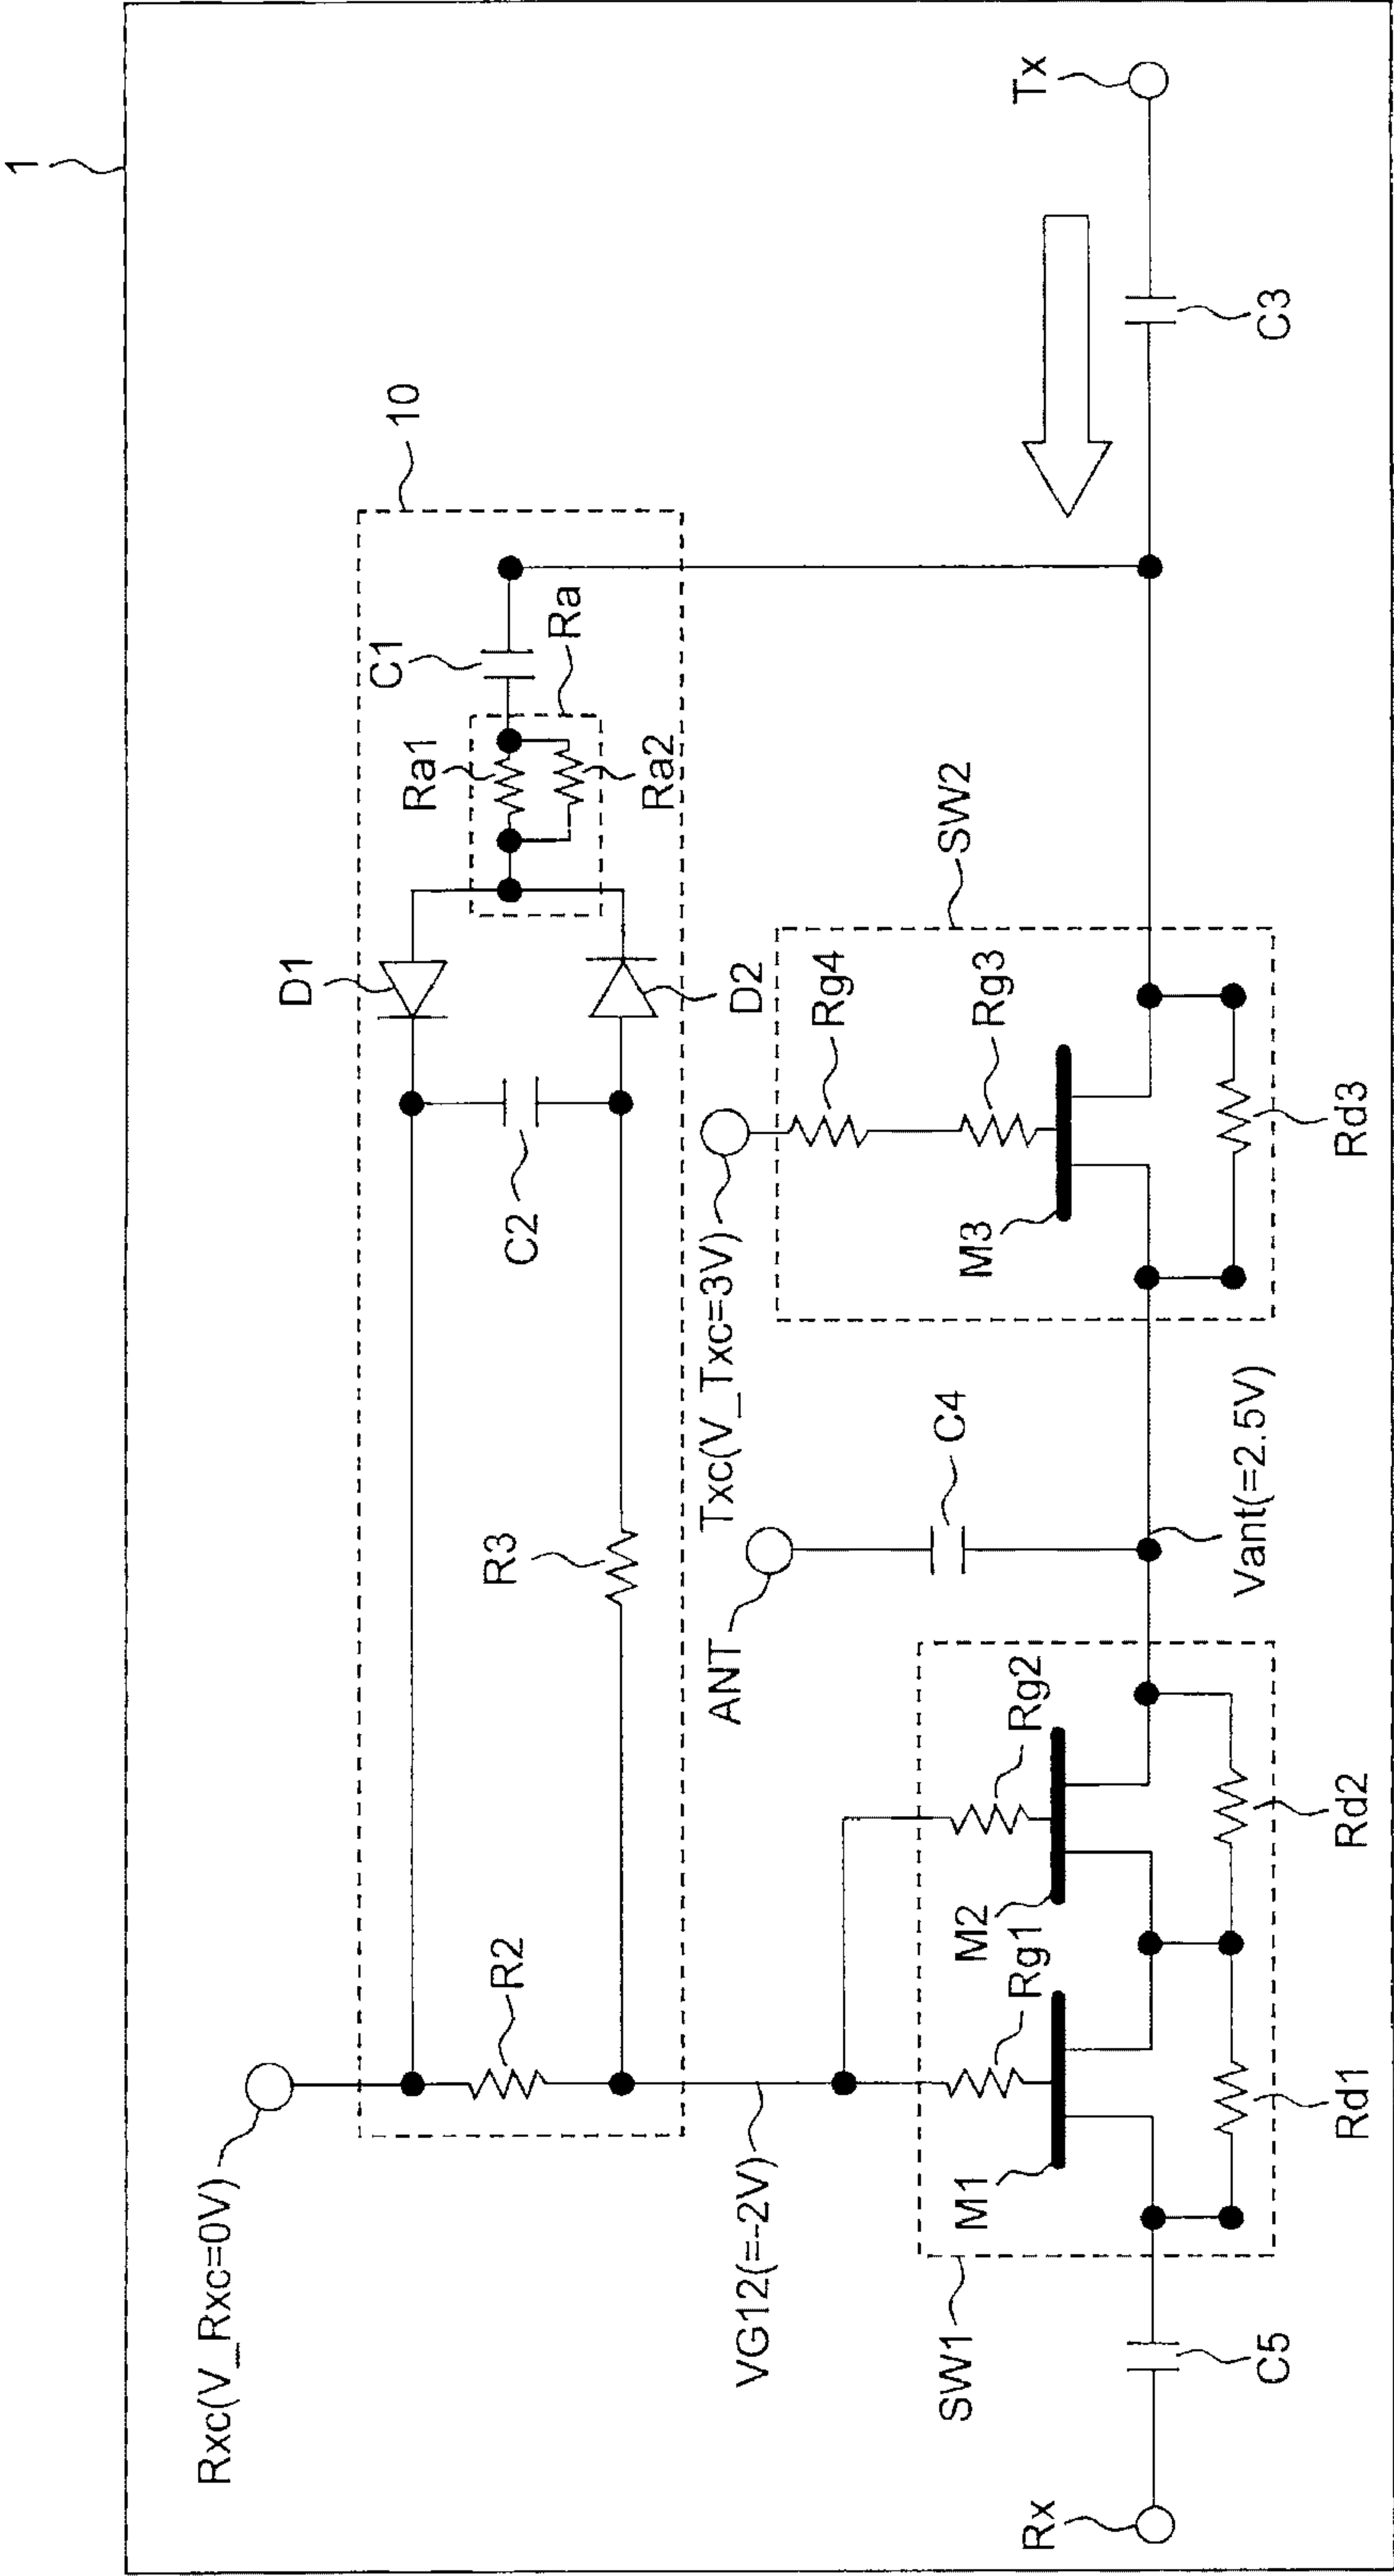 1
10
Rxc(V_Rxc=0V)
R2
R3
D1
C2
D2
C1
Ra1
Ra
Ra2
VG12(=-2V)
ANT
C4
Txc(V_Txc=3V)
SW2
Rg4
Rg3
M3
Rd3
Tx
C3
SW1
M1
Rg1
M2
Rg2
Rd1
Rd2
Vant(=2.5V)
Rx
C5